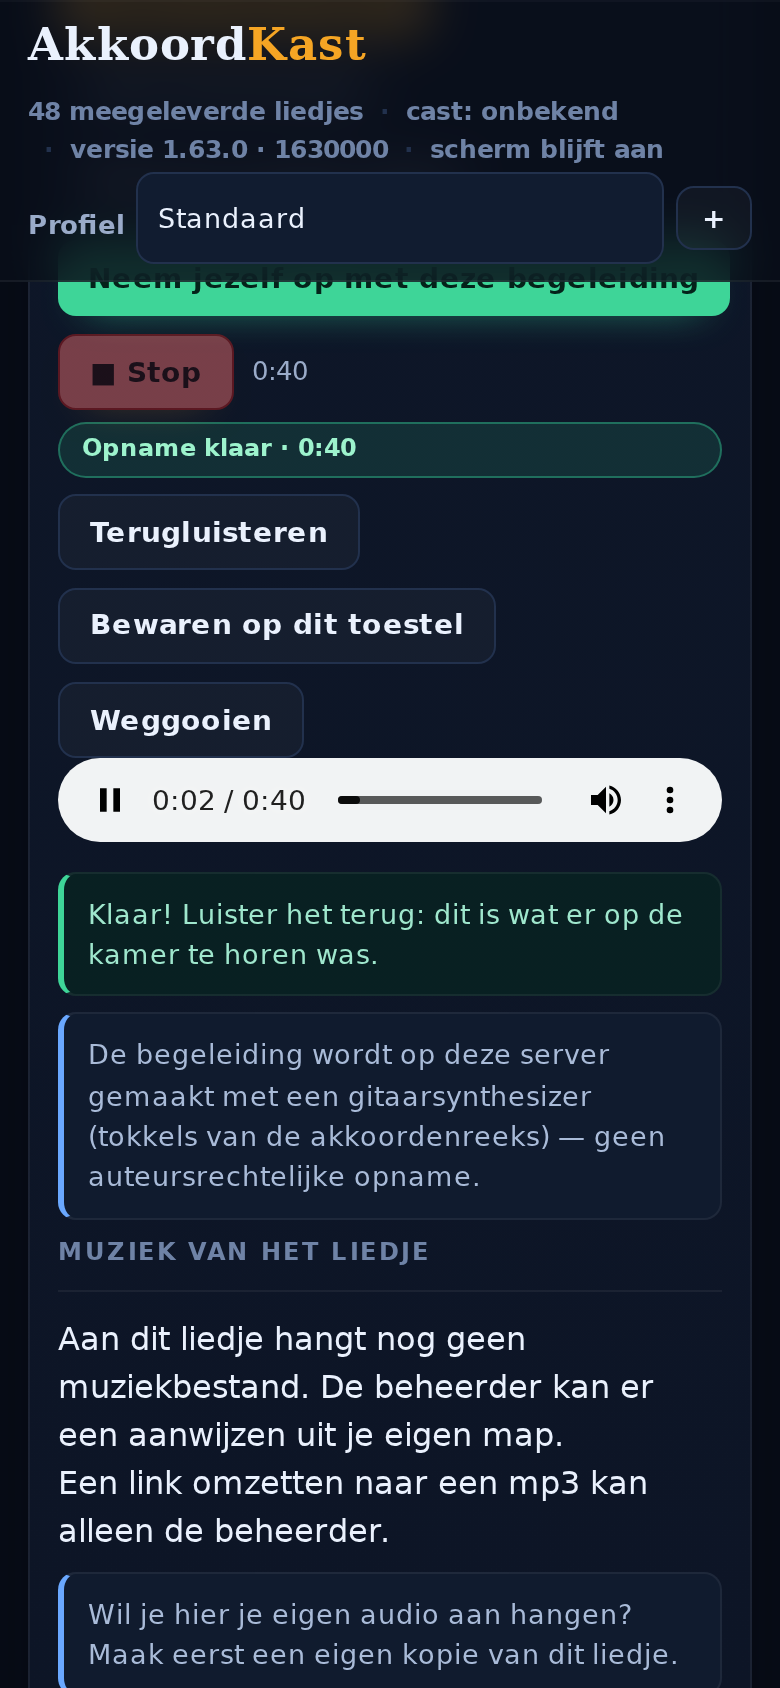 AkkoordKast
48 meegeleverde liedjes · cast: onbekend
· versie 1.63.0 · 1630000 · scherm blijft aan
Profiel Standaard +
Neem jezelf op met deze begeleiding
■ Stop 0:40
Opname klaar · 0:40
Terugluisteren
Bewaren op dit toestel
Weggooien
0:02 / 0:40
Klaar! Luister het terug: dit is wat er op de
kamer te horen was.
De begeleiding wordt op deze server
gemaakt met een gitaarsynthesizer
(tokkels van de akkoordenreeks) — geen
auteursrechtelijke opname.
MUZIEK VAN HET LIEDJE
Aan dit liedje hangt nog geen
muziekbestand. De beheerder kan er
een aanwijzen uit je eigen map.
Een link omzetten naar een mp3 kan
alleen de beheerder.
Wil je hier je eigen audio aan hangen?
Maak eerst een eigen kopie van dit liedje.